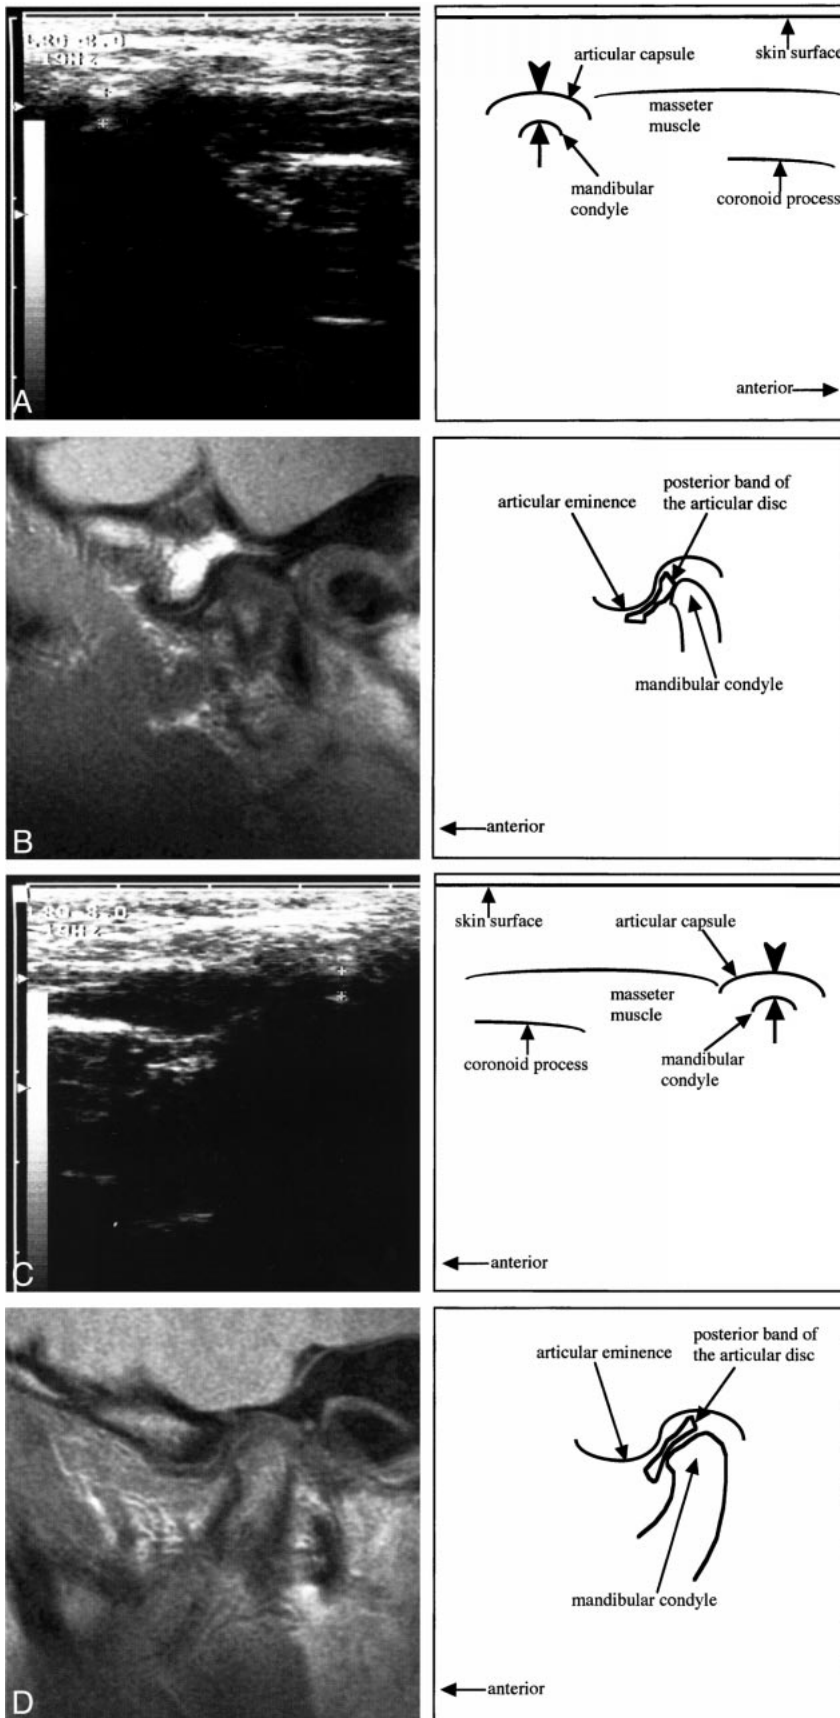 articular capsule
skin surface
masseter
muscle
mandibular
condyle
coronoid process
anterior
A
articular eminence
posterior band of
the articular disc
mandibular condyle
anterior
B
skin surface
articular capsule
masseter
muscle
coronoid process
mandibular
condyle
anterior
C
articular eminence
posterior band of
the articular disc
mandibular condyle
anterior
D